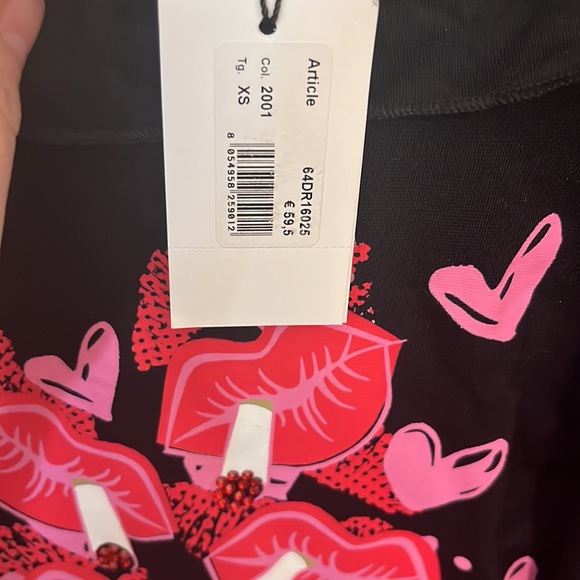 Article
64DR16025
€ 59,5
Col. 2001
Tg. XS
8 054958 259012